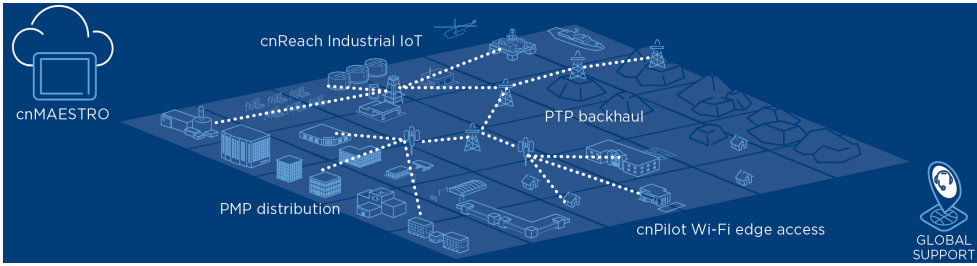 cnReach Industrial IoT
cnMAESTRO
PTP backhaul
PMP distribution
cnPilot Wi-Fi edge access
GLOBAL
SUPPORT